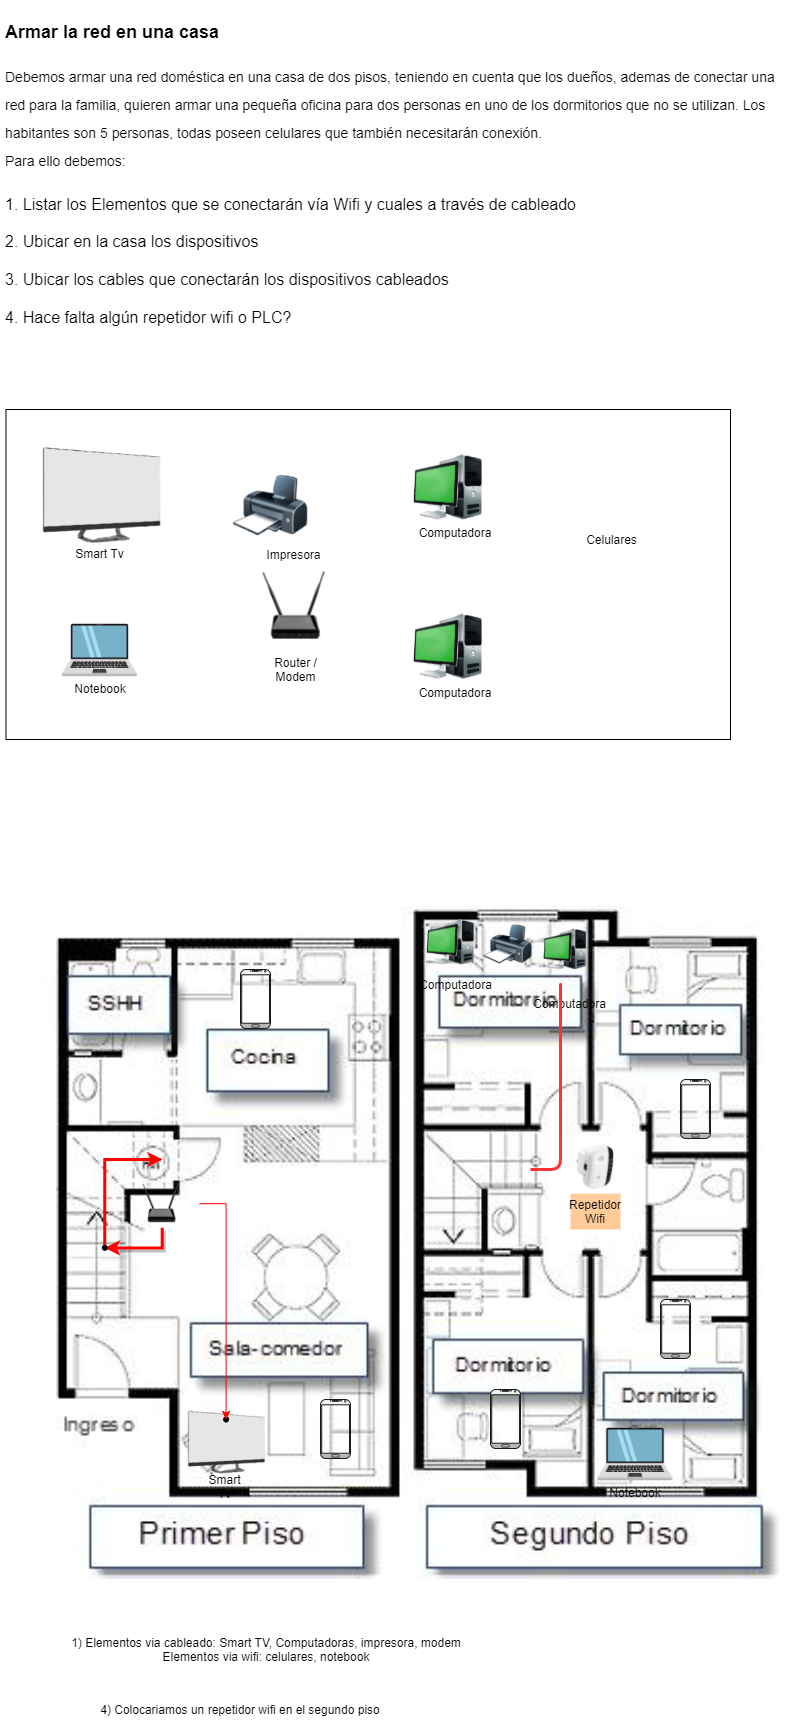 Armar la red en una casa
Debemos armar una red doméstica en una casa de dos pisos, teniendo en cuenta que los dueños, ademas de conectar una
red para la familia, quieren armar una pequeña oficina para dos personas en uno de los dormitorios que no se utilizan. Los
habitantes son 5 personas, todas poseen celulares que también necesitarán conexión.
Para ello debemos:
1. Listar los Elementos que se conectarán vía Wifi y cuales a través de cableado
2. Ubicar en la casa los dispositivos
3. Ubicar los cables que conectarán los dispositivos cableados
4. Hace falta algún repetidor wifi o PLC?
Smart Tv
Impresora
Computadora
Celulares
Notebook
Router /
Modem
Computadora
SSHH
Cocina
Sala-comedor
Ingreso
Smart
Primer Piso
Computadora
Dormitorio
Computadora
Dormitorio
Repetidor
Wifi
Dormitorio
Dormitorio
Notebook
Segundo Piso
1) Elementos via cableado: Smart TV, Computadoras, impresora, modem
Elementos via wifi: celulares, notebook
4) Colocariamos un repetidor wifi en el segundo piso